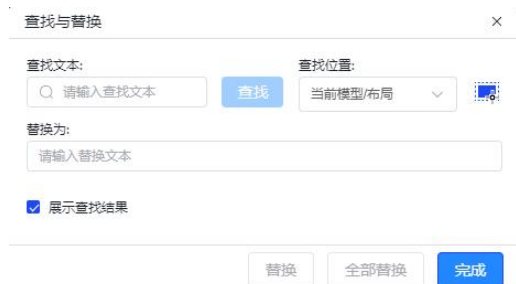 查找与替换
查找文本:
查找位置:
请输入查找文本
查找
当前模型/布局
替换为:
请输入替换文本
展示查找结果
替换
全部替换
完成